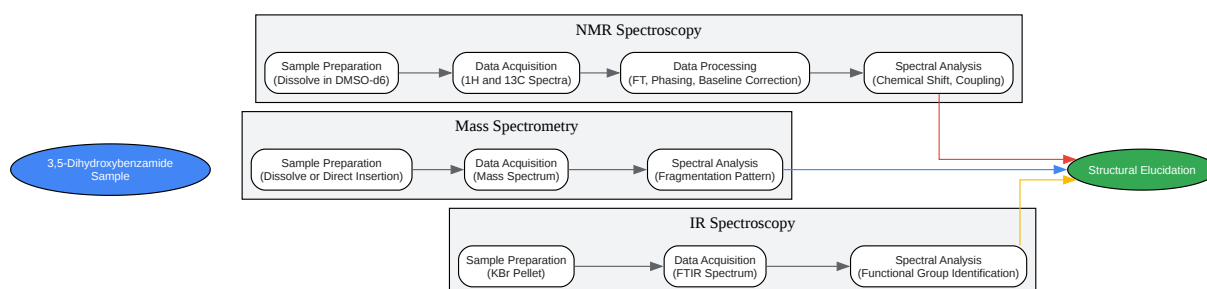 NMR Spectroscopy
Sample Preparation
(Dissolve in DMSO-d6)
Data Acquisition
(1H and 13C Spectra)
Data Processing
(FT, Phasing, Baseline Correction)
Spectral Analysis
(Chemical Shift, Coupling)
Mass Spectrometry
3,5-Dihydroxybenzamide
Sample
Sample Preparation
(Dissolve or Direct Insertion)
Data Acquisition
(Mass Spectrum)
Spectral Analysis
(Fragmentation Pattern)
Structural Elucidation
IR Spectroscopy
Sample Preparation
(KBr Pellet)
Data Acquisition
(FTIR Spectrum)
Spectral Analysis
(Functional Group Identification)